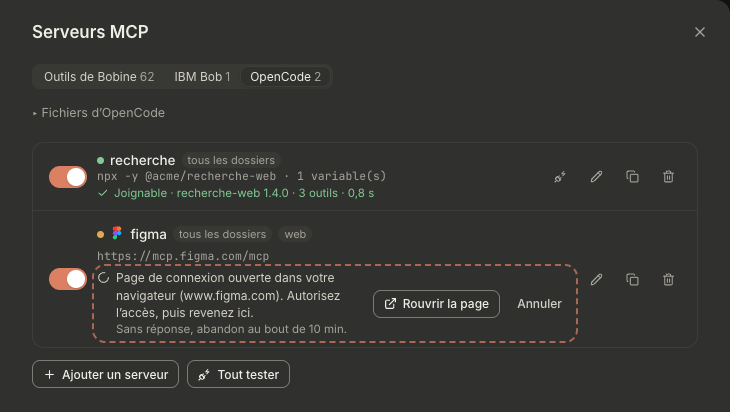 Serveurs MCP
Outils de Bobine 62 IBM Bob 1 OpenCode 2
Fichiers d’OpenCode
recherche tous les dossiers
npx -y @acme/recherche-web · 1 variable(s)
Joignable · recherche-web 1.4.0 · 3 outils · 0,8 s
figma tous les dossiers web
https://mcp.figma.com/mcp
Page de connexion ouverte dans votre
navigateur (www.figma.com). Autorisez
l’accès, puis revenez ici.
Sans réponse, abandon au bout de 10 min.
Rouvrir la page Annuler
Ajouter un serveur Tout tester